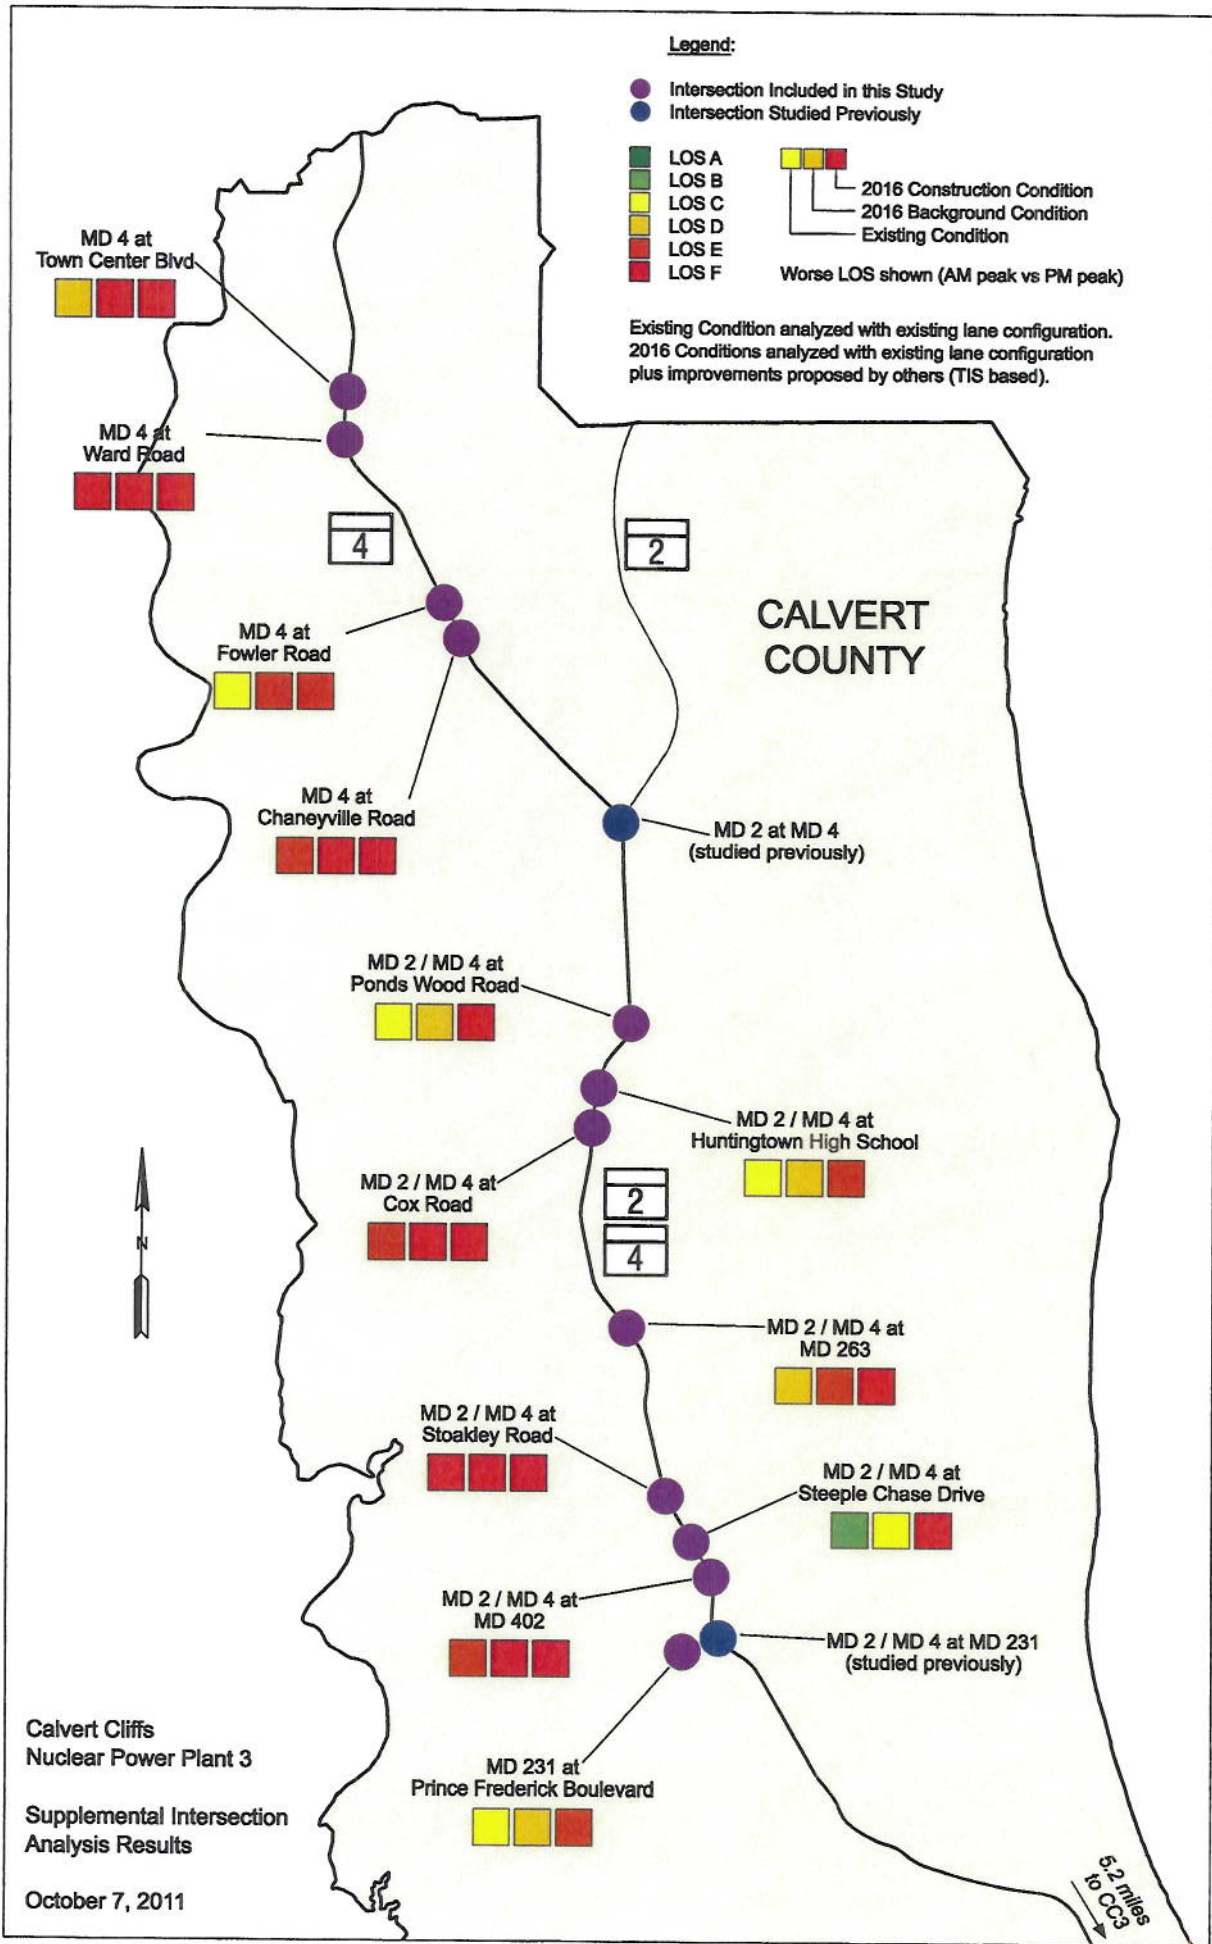 Legend:
Intersection Included in this Study
Intersection Studied Previously
LOS A
LOS B
LOS C
LOS D
LOS E
LOS F
2016 Construction Condition
2016 Background Condition
Existing Condition
Worse LOS shown (AM peak vs PM peak)
Existing Condition analyzed with existing lane configuration.
2016 Conditions analyzed with existing lane configuration
plus improvements proposed by others (TIS based).
MD 4 at
Town Center Blvd
MD 4 at
Ward Road
4
2
CALVERT
COUNTY
MD 4 at
Fowler Road
MD 4 at
Chaneyville Road
MD 2 at MD 4
(studied previously)
MD 2 / MD 4 at
Ponds Wood Road
MD 2 / MD 4 at
Huntingtown High School
MD 2 / MD 4 at
Cox Road
2
4
N
MD 2 / MD 4 at
MD 263
MD 2 / MD 4 at
Stoakley Road
MD 2 / MD 4 at
Steeple Chase Drive
MD 2 / MD 4 at
MD 402
MD 2 / MD 4 at MD 231
(studied previously)
MD 231 at
Prince Frederick Boulevard
Calvert Cliffs
Nuclear Power Plant 3
Supplemental Intersection
Analysis Results
October 7, 2011
5.2 miles
to CC3